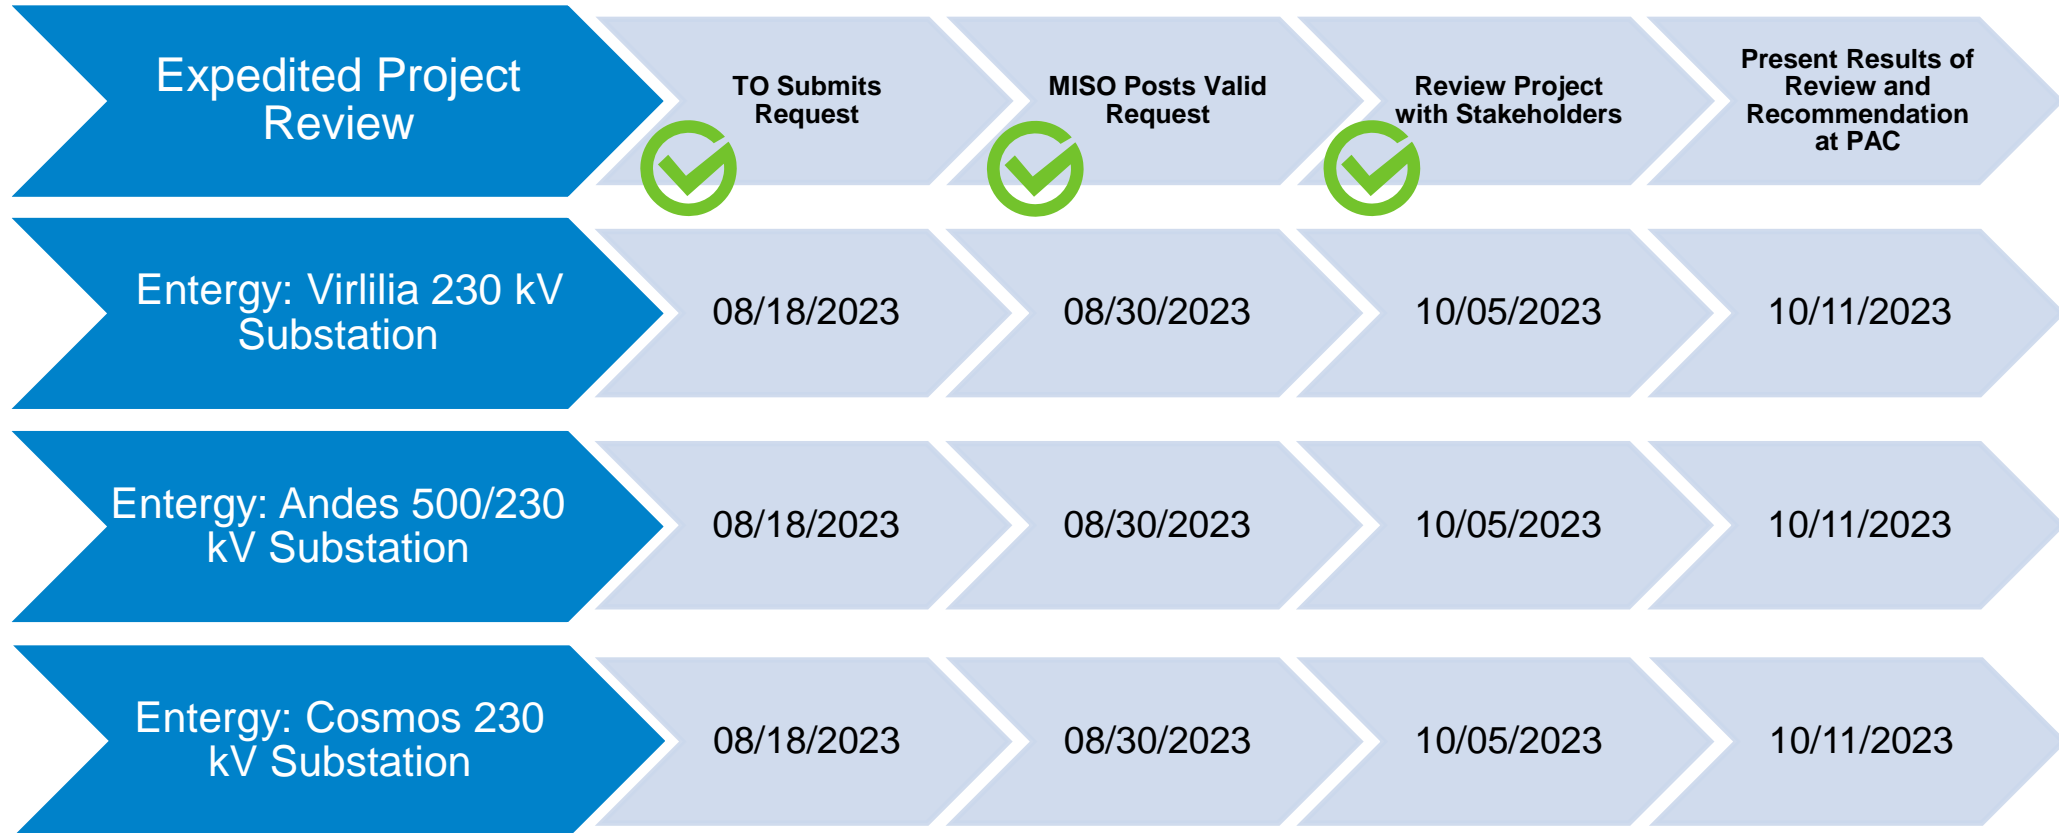 Expedited Project
Review
TO Submits
Request
MISO Posts Valid
Request
Review Project
with Stakeholders
Present Results of
Review and
Recommendation
at PAC
Entergy: Virlilia 230 kV
Substation
08/18/2023
08/30/2023
10/05/2023
10/11/2023
Entergy: Andes 500/230
kV Substation
08/18/2023
08/30/2023
10/05/2023
10/11/2023
Entergy: Cosmos 230
kV Substation
08/18/2023
08/30/2023
10/05/2023
10/11/2023